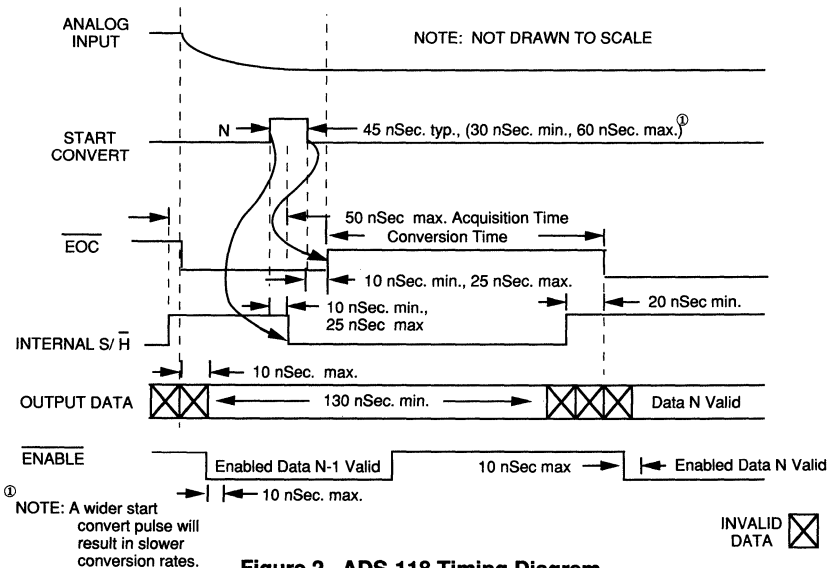 ANALOG
INPUT
NOTE: NOT DRAWN TO SCALE
START
CONVERT
N
45 nSec. typ., (30 nSec. min., 60 nSec. max.)①
50 nSec max. Acquisition Time
EOC
Conversion Time
10 nSec. min., 25 nSec. max.
10 nSec. min.,
25 nSec max
20 nSec min.
INTERNAL S/ H
10 nSec. max.
OUTPUT DATA
130 nSec. min.
Data N Valid
ENABLE
Enabled Data N-1 Valid
10 nSec max
Enabled Data N Valid
10 nSec. max.
①
NOTE: A wider start
convert pulse will
result in slower
conversion rates.
INVALID
DATA
Figure 2. ADS-118 Timing Diagram